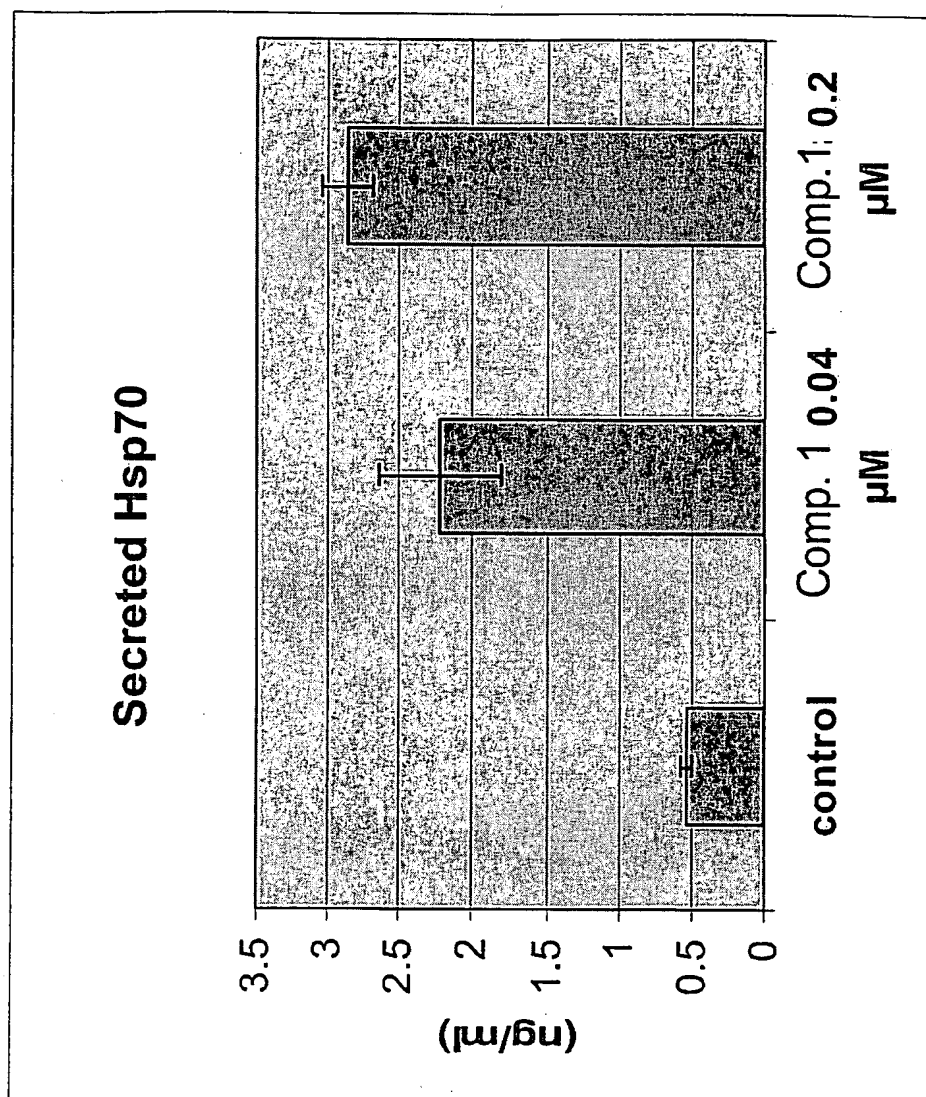 Secreted Hsp70
(ng/ml)
3.5
3
2.5
2
1.5
1
0.5
0
control
Comp. 1 0.04
µM
Comp.1: 0.2
µM